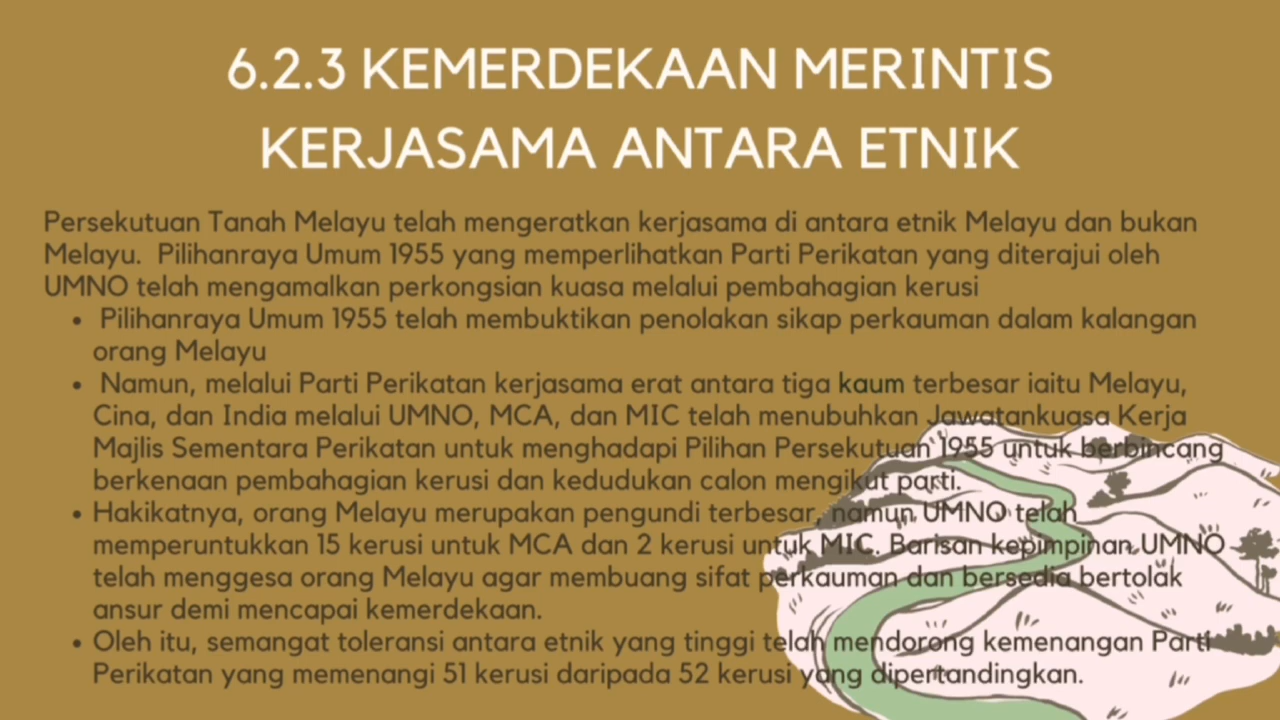 6.2.3 KEMERDEKAAN MERINTIS
KERJASAMA ANTARA ETNIK
Persekutuan Tanah Melayu telah mengeratkan kerjasama di antara etnik Melayu dan bukan
Melayu. Pilihanraya Umum 1955 yang memperlihatkan Parti Perikatan yang diterajui oleh
UMNO telah mengamalkan perkongsian kuasa melalui pembahagian kerusi
• Pilihanraya Umum 1955 telah membuktikan penolakan sikap perkauman dalam kalangan
orang Melayu
• Namun, melalui Parti Perikatan kerjasama erat antara tiga kaum terbesar iaitu Melayu,
Cina, dan India melalui UMNO, MCA, dan MIC telah menubuhkan Jawatankuasa Kerja
Majlis Sementara Perikatan untuk menghadapi Pilihan Persekutuan 1955 untuk berbincang
berkenaan pembahagian kerusi dan kedudukan calon mengikut parti.
• Hakikatnya, orang Melayu merupakan pengundi terbesar, namun UMNO telah
memperuntukkan 15 kerusi untuk MCA dan 2 kerusi untuk MIC. Barisan kepimpinan UMNO
telah menggesa orang Melayu agar membuang sifat perkauman dan bersedia bertolak
ansur demi mencapai kemerdekaan.
• Oleh itu, semangat toleransi antara etnik yang tinggi telah mendorong kemenangan Parti
Perikatan yang memenangi 51 kerusi daripada 52 kerusi yang dipertandingkan.